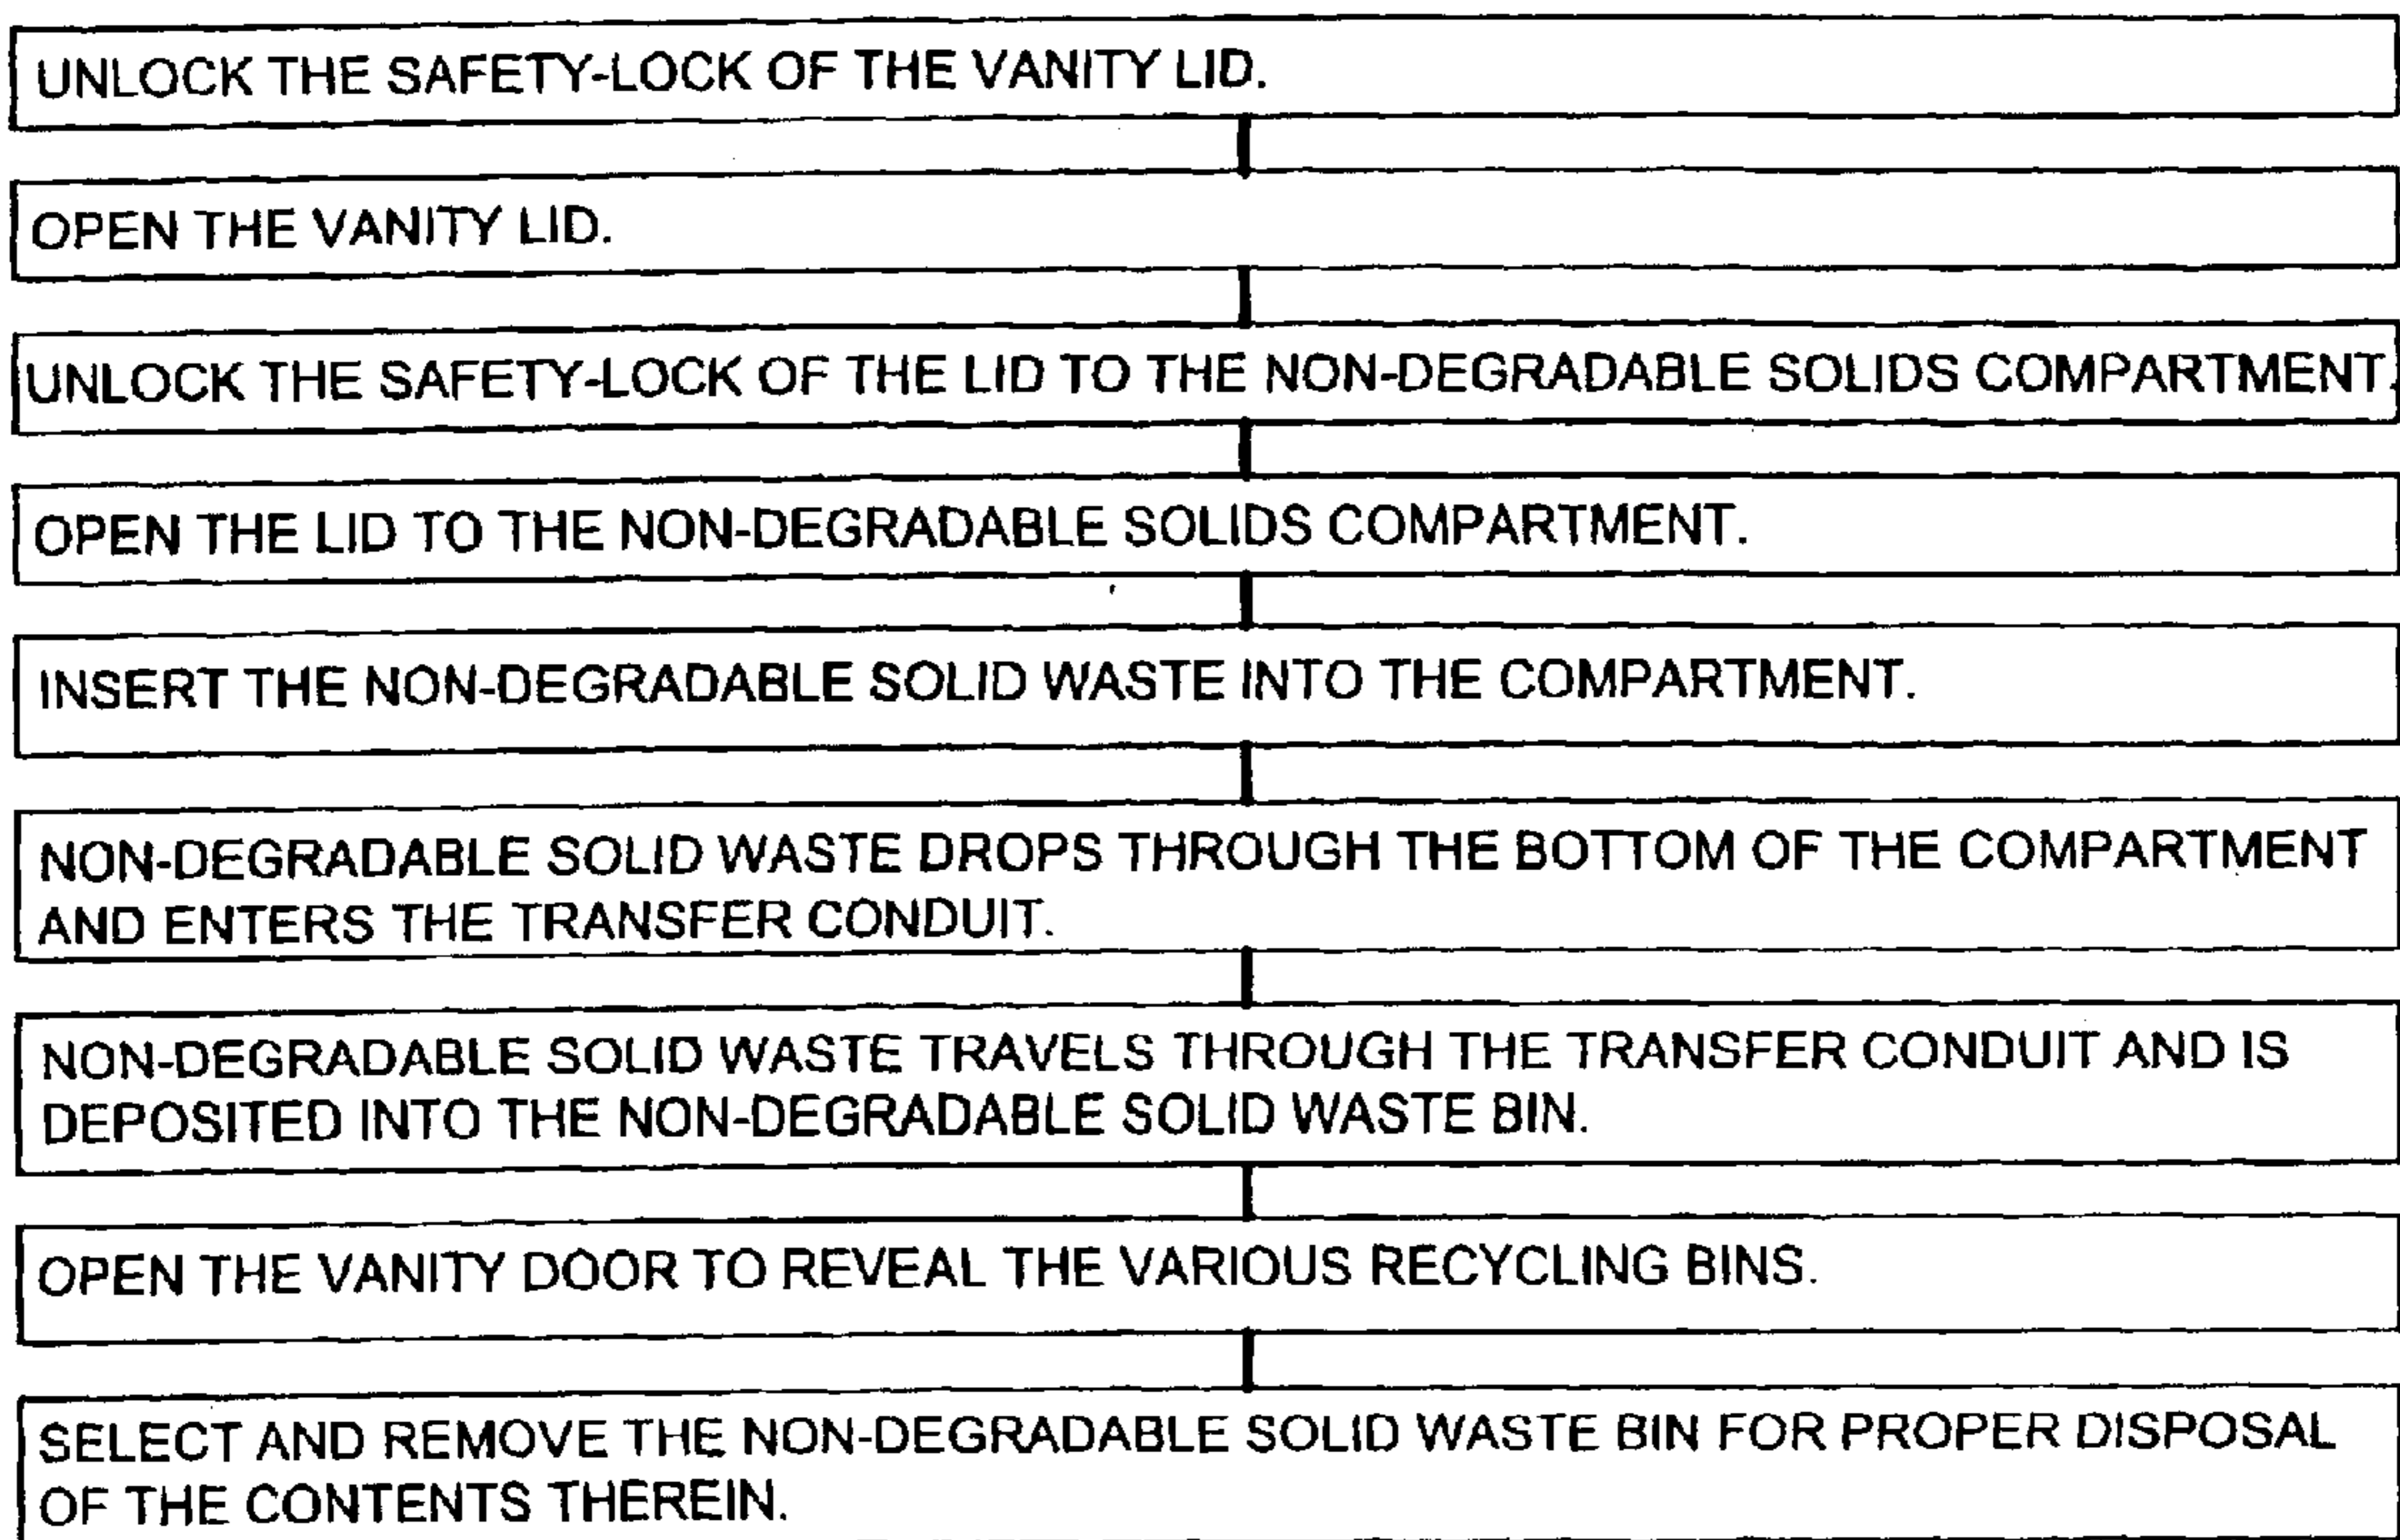 UNLOCK THE SAFETY-LOCK OF THE VANITY LID.
OPEN THE VANITY LID.
UNLOCK THE SAFETY-LOCK OF THE LID TO THE NON-DEGRADABLE SOLIDS COMPARTMENT.
OPEN THE LID TO THE NON-DEGRADABLE SOLIDS COMPARTMENT.
INSERT THE NON-DEGRADABLE SOLID WASTE INTO THE COMPARTMENT.
NON-DEGRADABLE SOLID WASTE DROPS THROUGH THE BOTTOM OF THE COMPARTMENT
AND ENTERS THE TRANSFER CONDUIT.
NON-DEGRADABLE SOLID WASTE TRAVELS THROUGH THE TRANSFER CONDUIT AND IS
DEPOSITED INTO THE NON-DEGRADABLE SOLID WASTE BIN.
OPEN THE VANITY DOOR TO REVEAL THE VARIOUS RECYCLING BINS.
SELECT AND REMOVE THE NON-DEGRADABLE SOLID WASTE BIN FOR PROPER DISPOSAL
OF THE CONTENTS THEREIN.